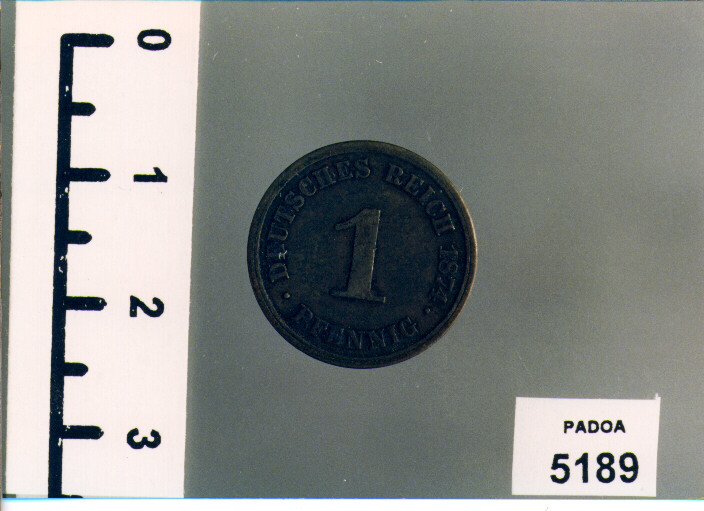 0
1
2
3
DEUTSCHES REICH 1874
1
PFENNIG
PADOA
5189